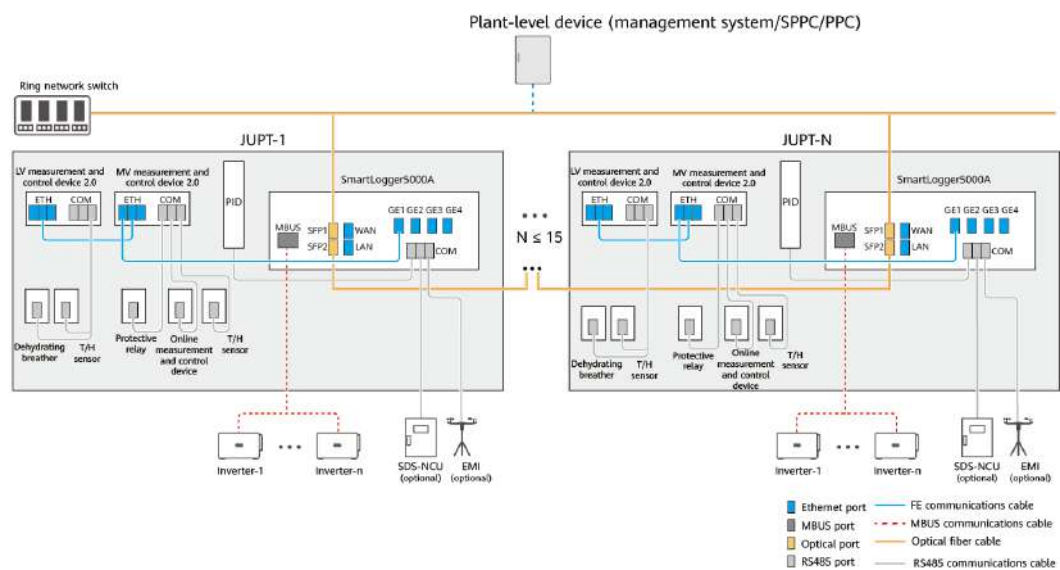 Plant-level device (management system/SPPC/PPC)
Ring network switch
JUPT-1
LV measurement and
control device 2.0
ETH
COM
MV measurement and
control device 2.0
ETH
COM
PID
SmartLogger5000A
MBUS
SFP1
SFP2
WAN
LAN
GE1 GE2 GE3 GE4
COM
Dehydrating
breather
T/H
sensor
Protective
relay
Online
measurement
and control
device
T/H
sensor
Inverter-1
Inverter-n
SDS-NCU
(optional)
EMI
(optional)
N ≤ 15
JUPT-N
LV measurement and
control device 2.0
ETH
COM
MV measurement and
control device 2.0
ETH
COM
PID
SmartLogger5000A
MBUS
SFP1
SFP2
WAN
LAN
GE1 GE2 GE3 GE4
COM
Dehydrating
breather
T/H
sensor
Protective
relay
Online
measurement
and control
device
T/H
sensor
Inverter-1
Inverter-n
SDS-NCU
(optional)
EMI
(optional)
Ethernet port
FE communications cable
MBUS port
MBUS communications cable
Optical port
Optical fiber cable
RS485 port
RS485 communications cable